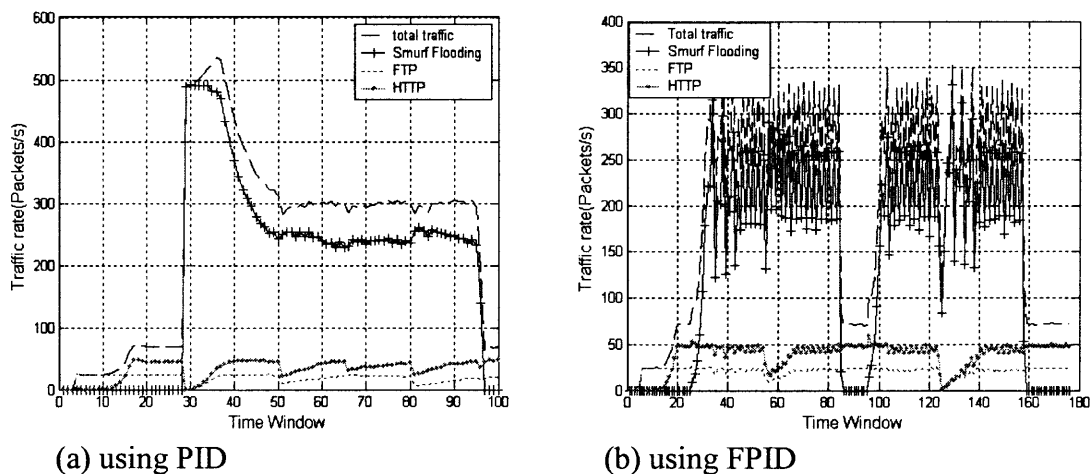 600
500
400
300
200
100
0
0 10 20 30 40 50 60 70 80 90 100
Traffic rate(Packets/s)
Time Window
total traffic
Smurf Flooding
FTP
HTTP
(a) using PID
400
350
300
250
200
150
100
50
0
0 20 40 60 80 100 120 140 160 180
Traffic rate(Packets/s)
Time Window
Total traffic
Smurf Flooding
FTP
HTTP
(b) using FPID